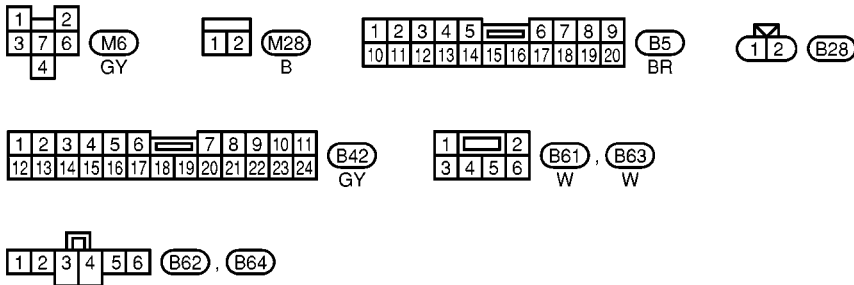 1 2
3 7 6 M6
4 GY
1 2 M28
B
1 2 3 4 5 6 7 8 9
10 11 12 13 14 15 16 17 18 19 20 B5
BR
1 2 B28
1 2 3 4 5 6 7 8 9 10 11
12 13 14 15 16 17 18 19 20 21 22 23 24 B42
GY
1 2
3 4 5 6 B61 , B63
W W
1 2 3 4 5 6 B62 , B64